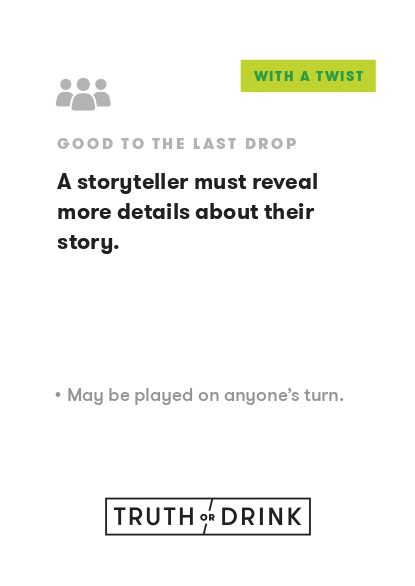 WITH A TWIST
GOOD TO THE LAST DROP
A storyteller must reveal
more details about their
story.
• May be played on anyone’s turn.
TRUTH OR DRINK